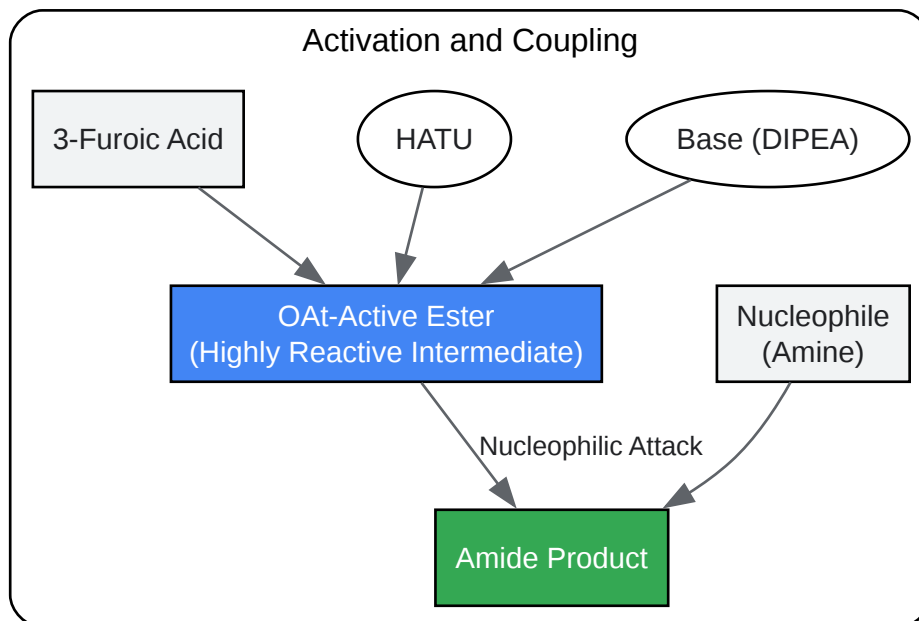 Activation and Coupling
3-Furoic Acid
HATU
Base (DIPEA)
OAt-Active Ester
(Highly Reactive Intermediate)
Nucleophile
(Amine)
Nucleophilic Attack
Amide Product